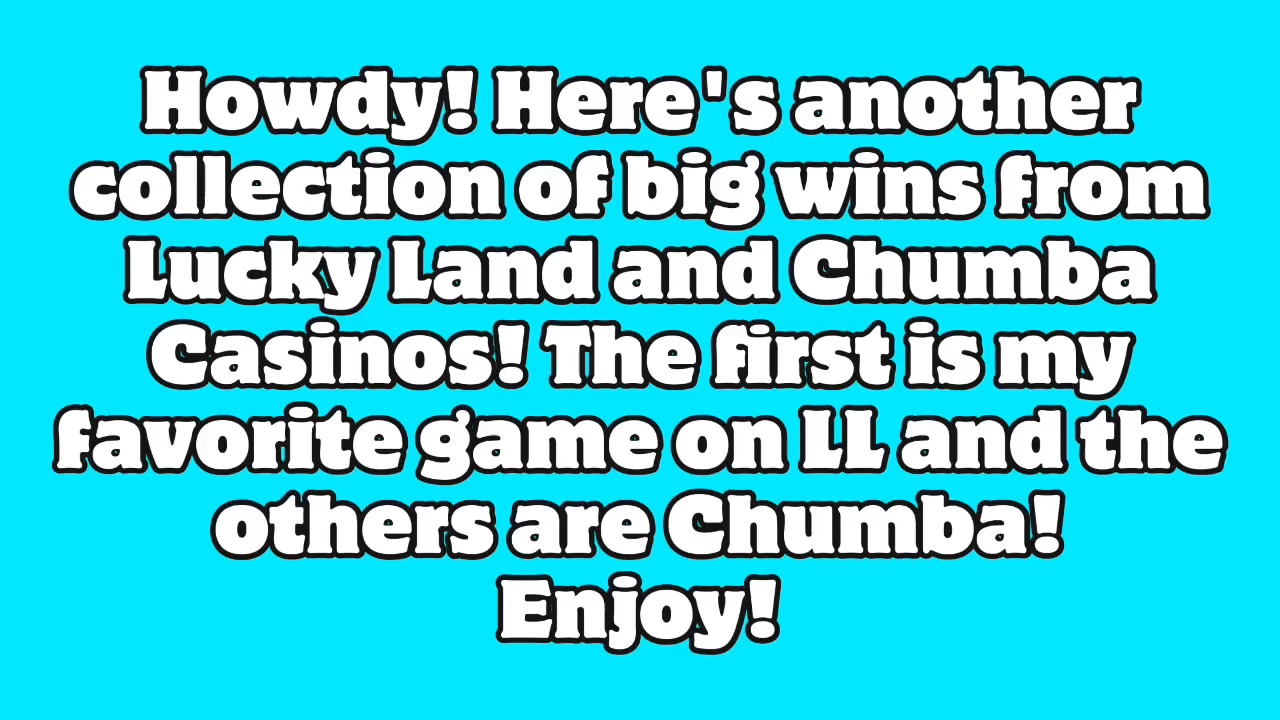 Howdy! Here's another
collection of big wins from
Lucky Land and Chumba
Casinos! The first is my
favorite game on LL and the
others are Chumba!
Enjoy!